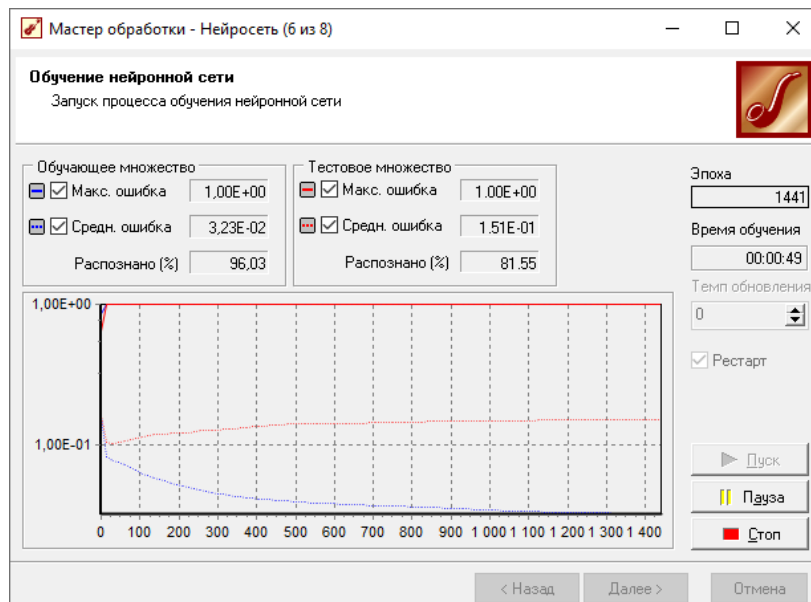 Мастер обработки - Нейросеть (6 из 8)
Обучение нейронной сети
Запуск процесса обучения нейронной сети
Обучающее множество
Макс. ошибка 1,00E+00
Средн. ошибка 3,23E-02
Распознано (%) 96,03
Тестовое множество
Макс. ошибка 1.00E+00
Средн. ошибка 1.51E-01
Распознано (%) 81.55
Эпоха
1441
Время обучения
00:00:49
Темп обновления
0
Рестарт
1,00E+00
1,00E-01
0 100 200 300 400 500 600 700 800 900 1 000 1 100 1 200 1 300 1 400
Пуск
Пауза
Стоп
< Назад Далее > Отмена